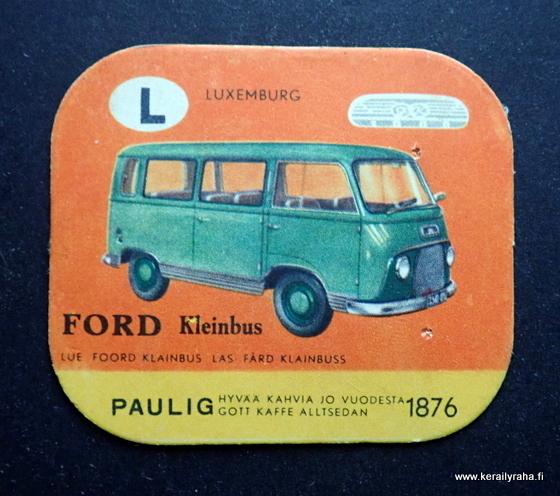 L
LUXEMBURG
FORD Kleinbus
LUE FOORD KLAINBUS LÄS FÅRD KLAINBUSS
PAULIG HYVÄÄ KAHVIA JO VUODESTA 1876
GOTT KAFFE ALLTSEDAN
www.kerailyraha.fi